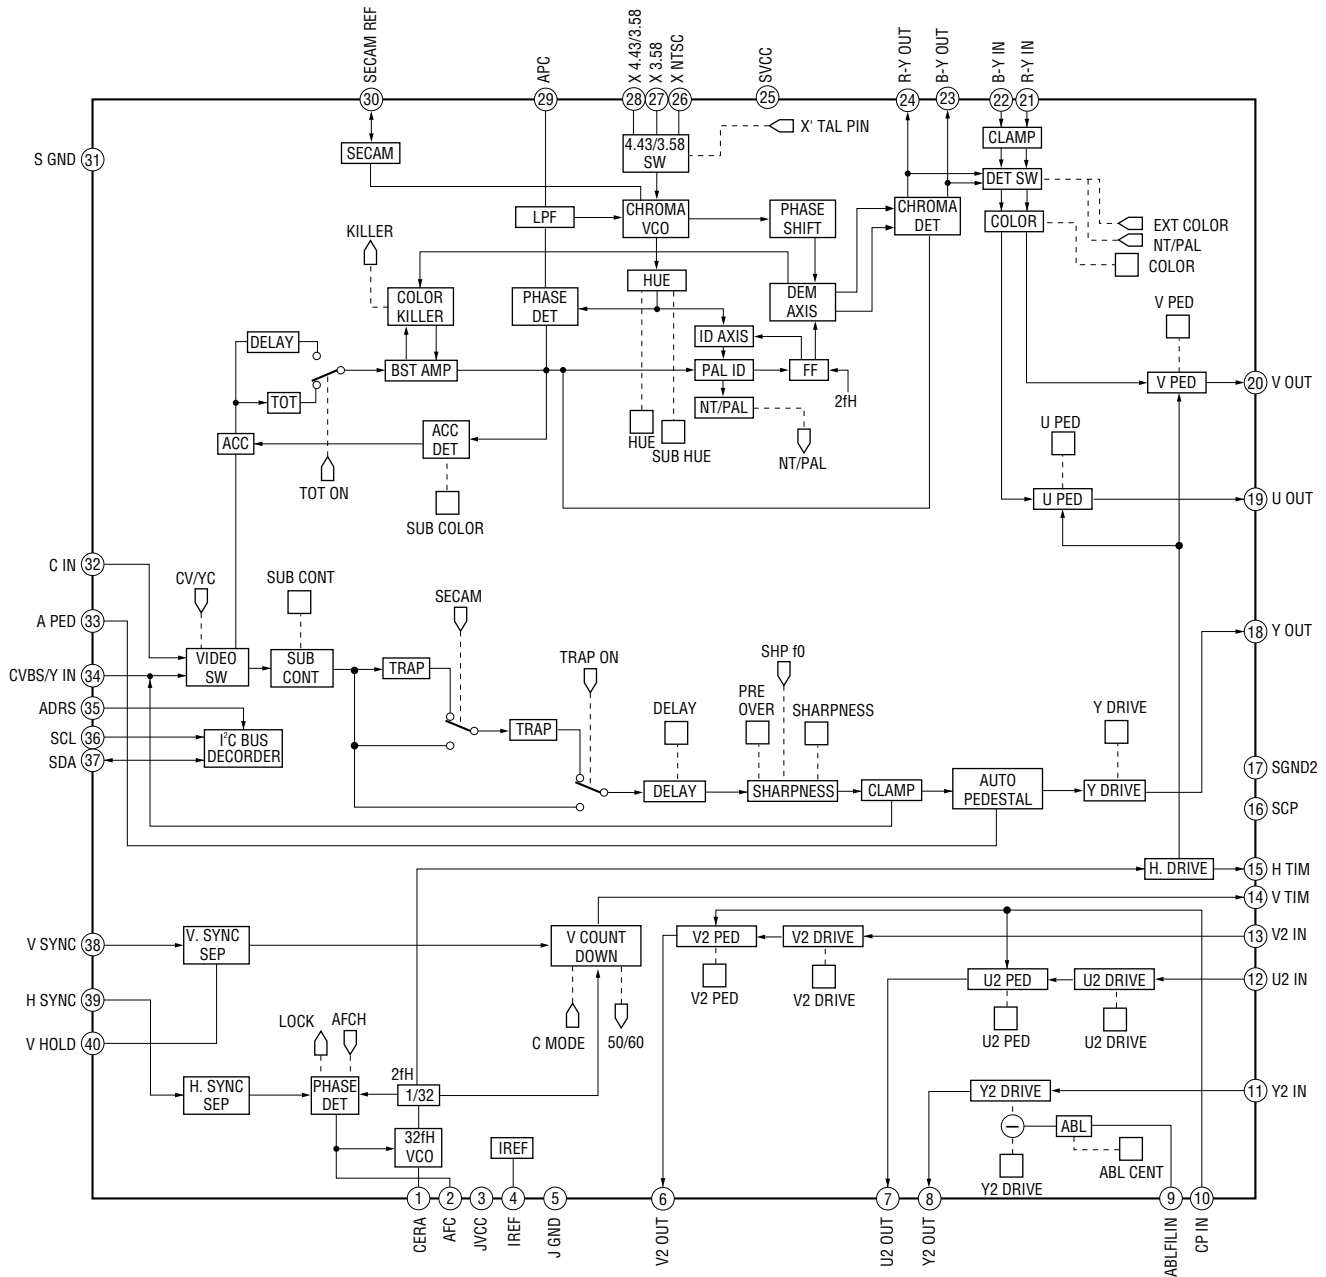 SECAM REF
APC
X 4.43/3.58
X 3.58
X NTSC
SVCC
R-Y OUT
B-Y OUT
B-Y IN
R-Y IN
30
29
28
27
26
25
24
23
22
21
S GND 31
SECAM
4.43/3.58
SW
X' TAL PIN
CLAMP
DET SW
LPF
CHROMA
VCO
PHASE
SHIFT
CHROMA
DET
COLOR
EXT COLOR
NT/PAL
COLOR
KILLER
HUE
COLOR
KILLER
PHASE
DET
DEM
AXIS
V PED
DELAY
ID AXIS
BST AMP
PAL ID
FF
V PED
20 V OUT
TOT
NT/PAL
2fH
ACC
ACC
DET
HUE
SUB HUE
NT/PAL
U PED
TOT ON
SUB COLOR
U PED
19 U OUT
C IN 32
CV/YC
SUB CONT
SECAM
A PED 33
18 Y OUT
VIDEO
SW
SUB
CONT
TRAP
TRAP ON
SHP f0
CVBS/Y IN 34
PRE
OVER
ADRS 35
DELAY
SHARPNESS
Y DRIVE
SCL 36
I²C BUS
DECORDER
TRAP
SDA 37
17 SGND2
DELAY
SHARPNESS
CLAMP
AUTO
PEDESTAL
Y DRIVE
16 SCP
H. DRIVE
15 H TIM
14 V TIM
V SYNC 38
V. SYNC
SEP
V COUNT
DOWN
V2 PED
V2 DRIVE
13 V2 IN
U2 PED
U2 DRIVE
12 U2 IN
H SYNC 39
V2 PED
V2 DRIVE
LOCK
AFCH
C MODE
50/60
U2 PED
U2 DRIVE
V HOLD 40
H. SYNC
SEP
PHASE
DET
2fH
1/32
Y2 DRIVE
11 Y2 IN
32fH
VCO
IREF
−
ABL
ABL CENT
Y2 DRIVE
1
2
3
4
5
6
7
8
9
10
CERA
AFC
JVCC
IREF
J GND
V2 OUT
U2 OUT
Y2 OUT
ABLFILIN
CP IN